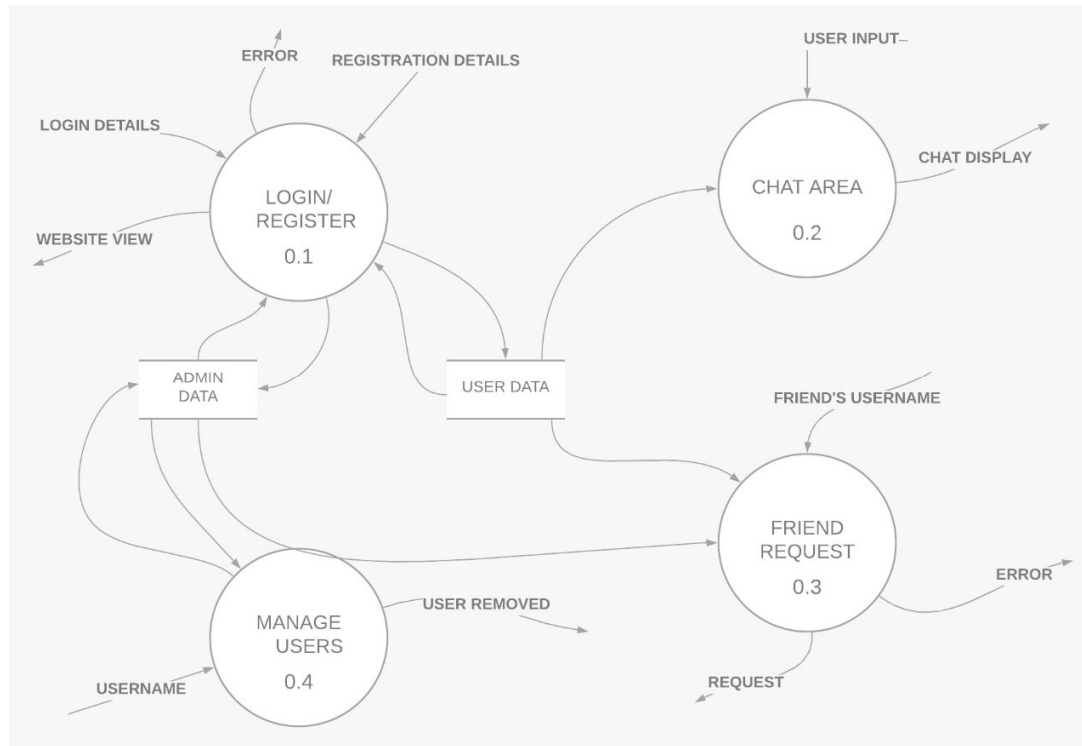 ERROR
REGISTRATION DETAILS
USER INPUT
LOGIN DETAILS
LOGIN/
REGISTER
0.1
CHAT AREA
0.2
CHAT DISPLAY
WEBSITE VIEW
ADMIN
DATA
USER DATA
FRIEND'S USERNAME
FRIEND
REQUEST
0.3
ERROR
MANAGE
USERS
0.4
USER REMOVED
USERNAME
REQUEST